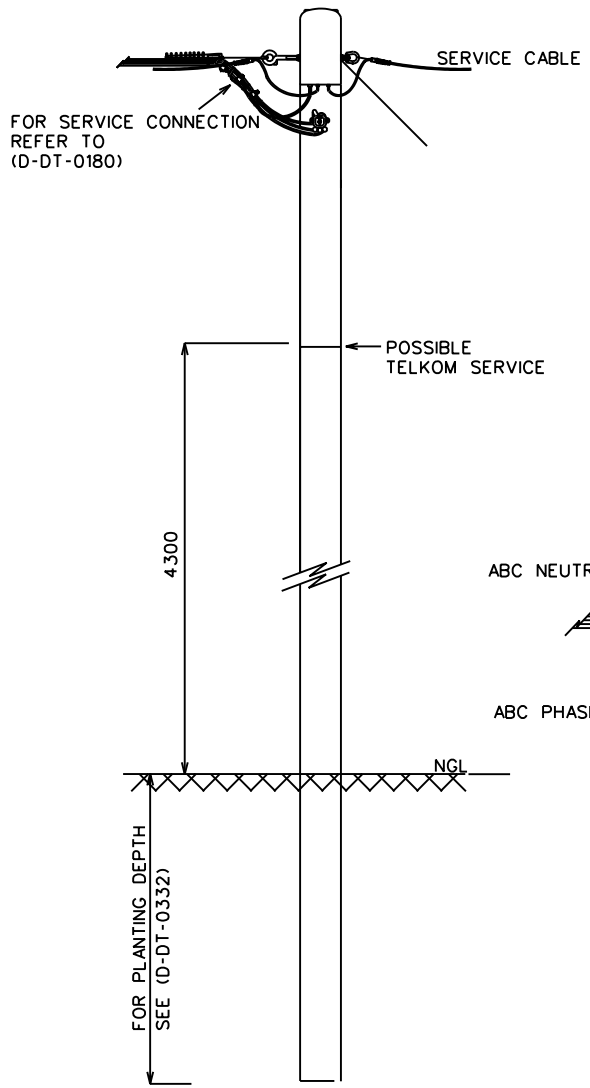 SERVICE CABLE
FOR SERVICE CONNECTION
REFER TO
(D-DT-0180)
POSSIBLE
TELKOM SERVICE
4300
ABC NEUTR
ABC PHAS
NGL
FOR PLANTING DEPTH
SEE (D-DT-0332)